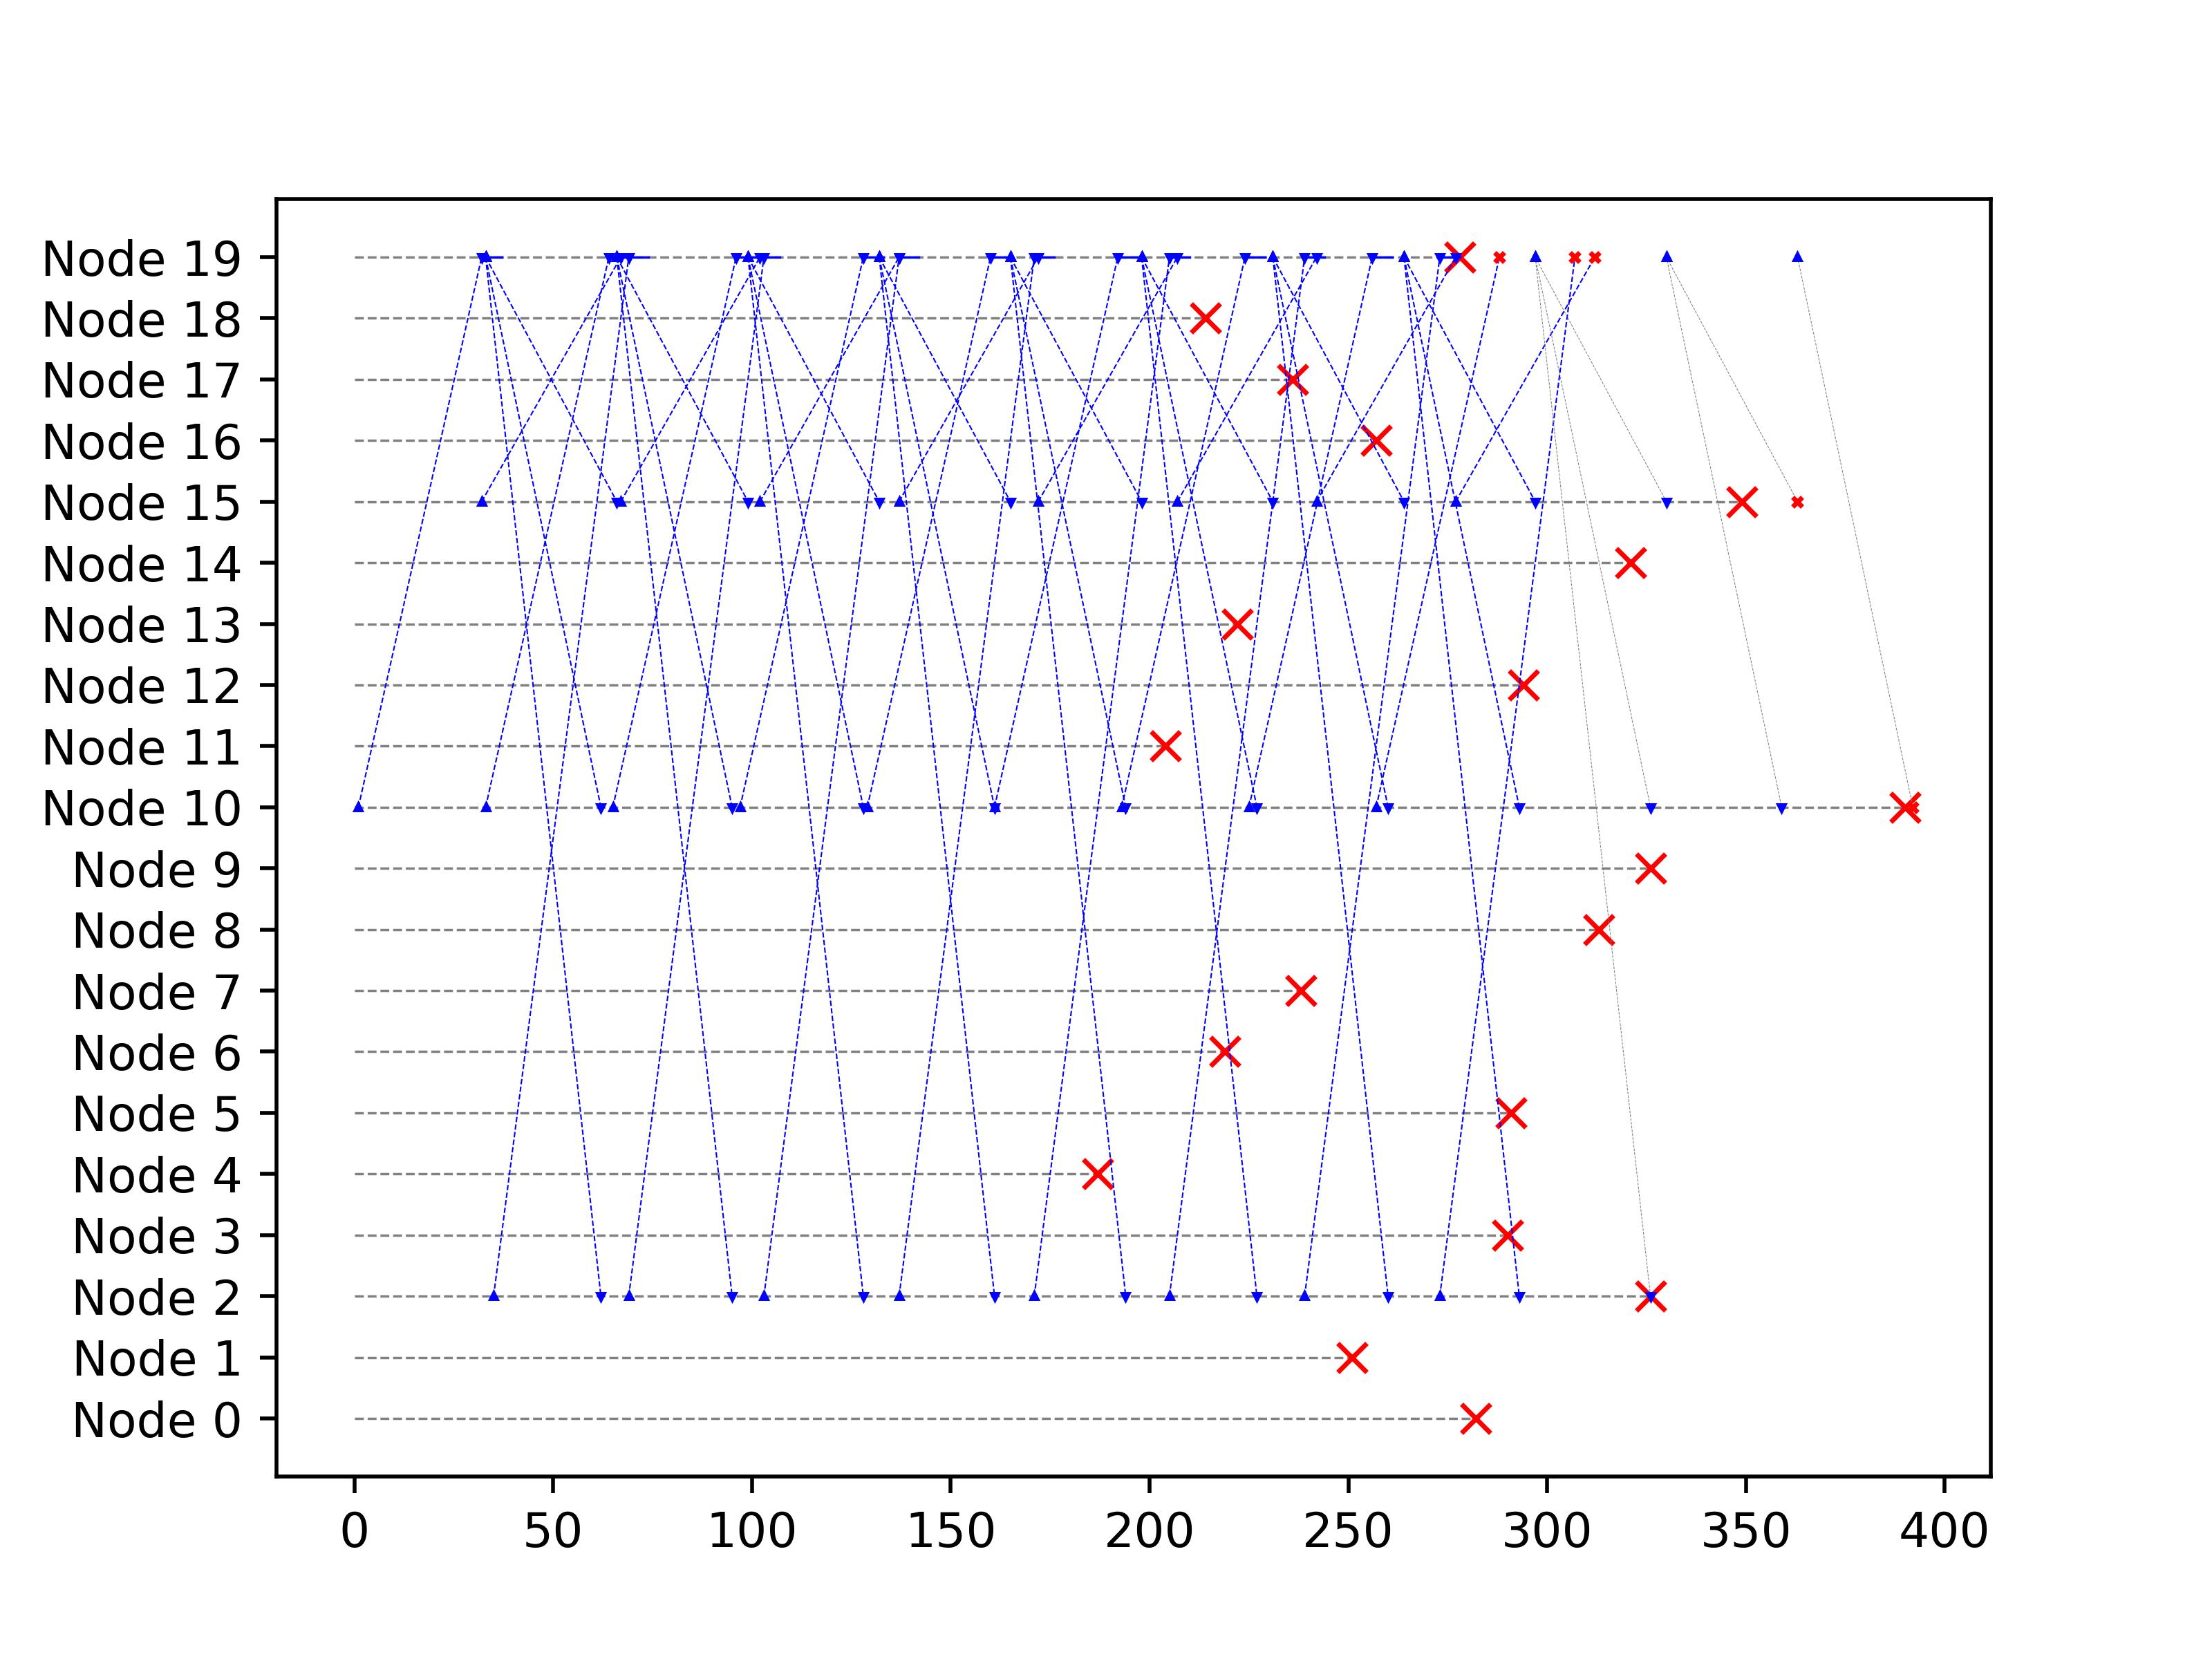 Node 19
Node 18
Node 17
Node 16
Node 15
Node 14
Node 13
Node 12
Node 11
Node 10
Node 9
Node 8
Node 7
Node 6
Node 5
Node 4
Node 3
Node 2
Node 1
Node 0
0 50 100 150 200 250 300 350 400